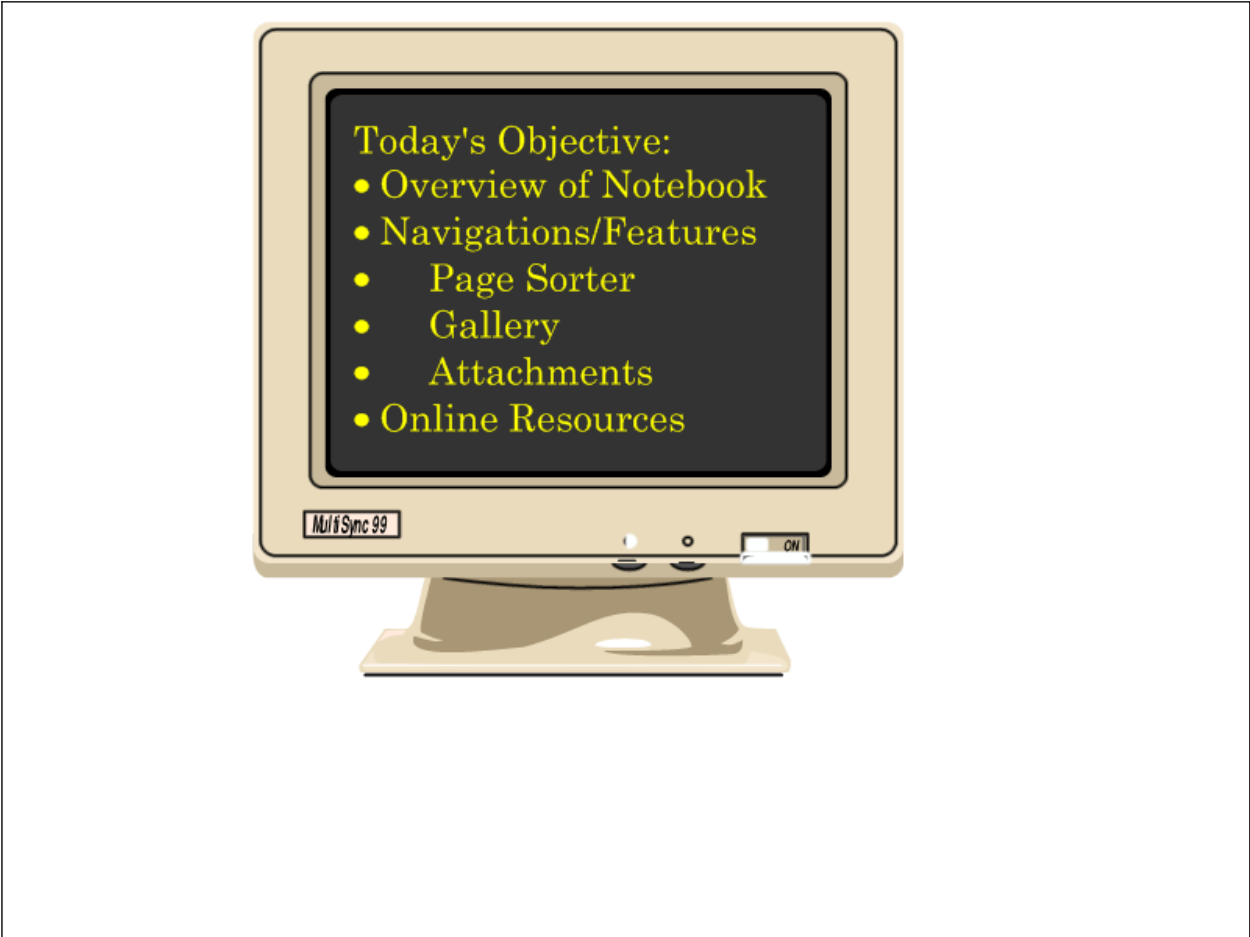 Today's Objective:
• Overview of Notebook
• Navigations/Features
• Page Sorter
• Gallery
• Attachments
• Online Resources
MultiSync 99
ON